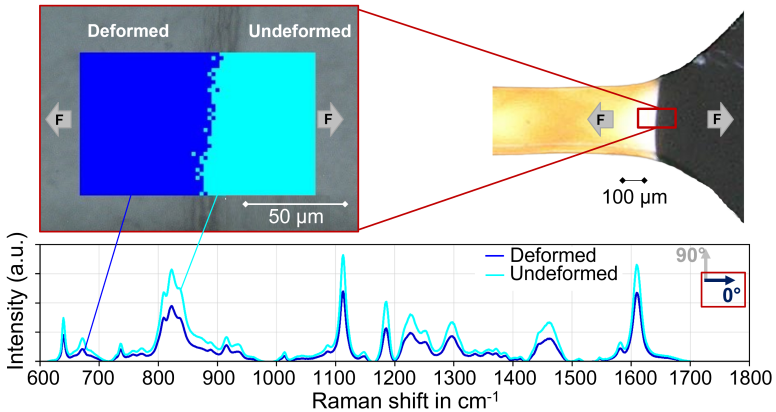 Deformed Undeformed
F F F F
50 µm
100 µm
Intensity (a.u.)
Deformed
Undeformed
90°
0°
600 700 800 900 1000 1100 1200 1300 1400 1500 1600 1700 1800
Raman shift in cm-1